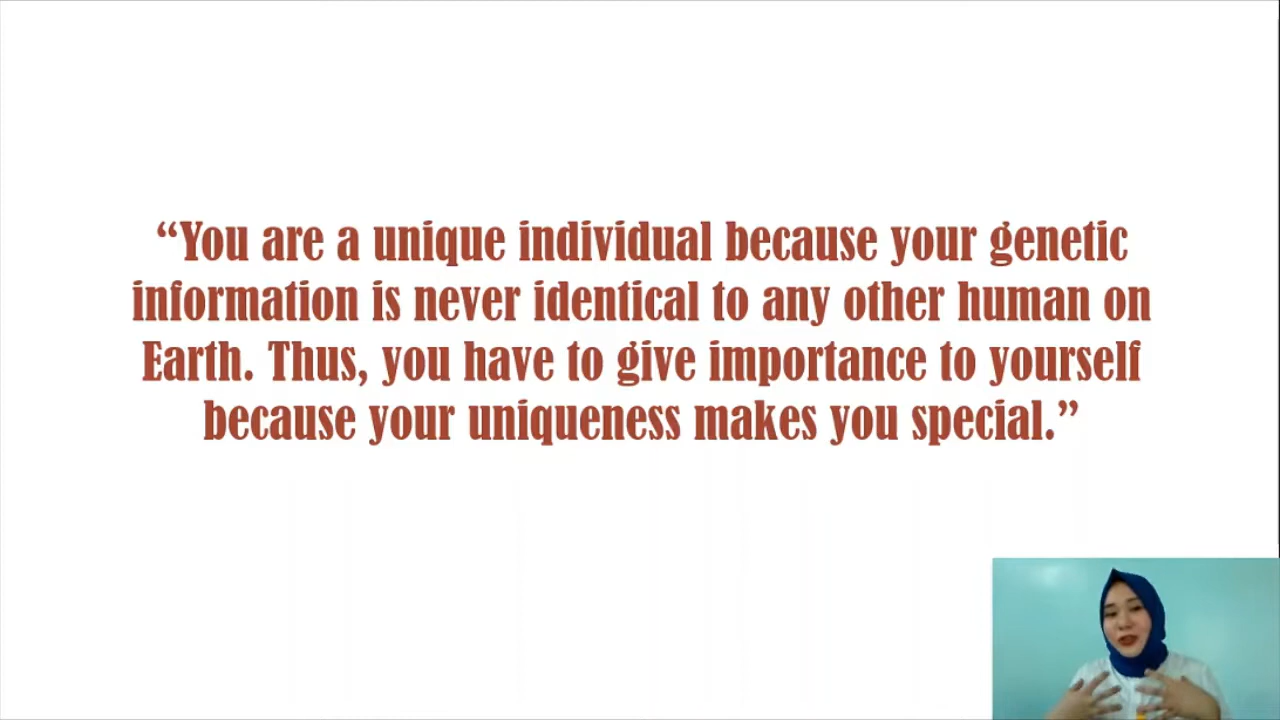 “You are a unique individual because your genetic
information is never identical to any other human on
Earth. Thus, you have to give importance to yourself
because your uniqueness makes you special.”